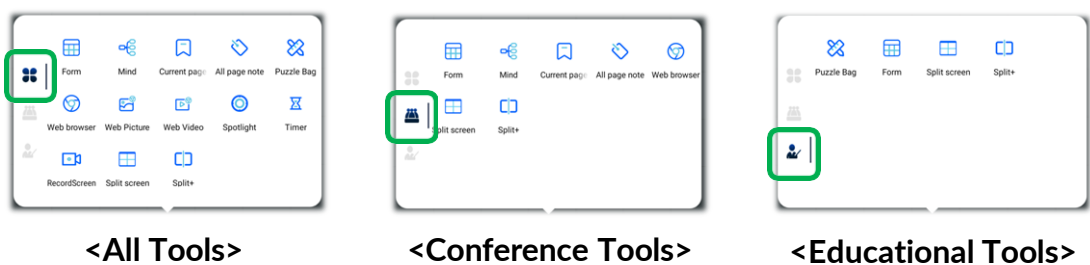 Form Mind Current page All page note Puzzle Bag
Web browser Web Picture Web Video Spotlight Timer
RecordScreen Split screen Split+
<All Tools>
Form Mind Current page All page note Web browser
Split screen Split+
<Conference Tools>
Puzzle Bag Form Split screen Split+
<Educational Tools>